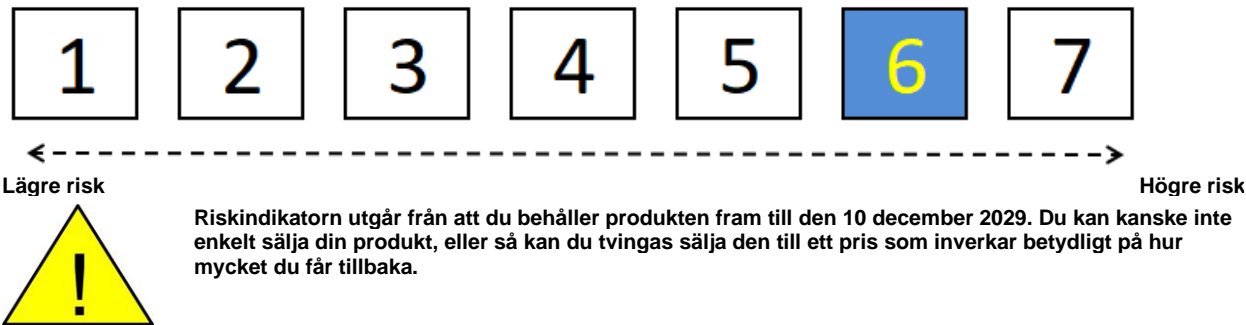 1 2 3 4 5 6 7
Lägre risk Högre risk
Riskindikatorn utgår från att du behåller produkten fram till den 10 december 2029. Du kan kanske inte
enkelt sälja din produkt, eller så kan du tvingas sälja den till ett pris som inverkar betydligt på hur
mycket du får tillbaka.
!